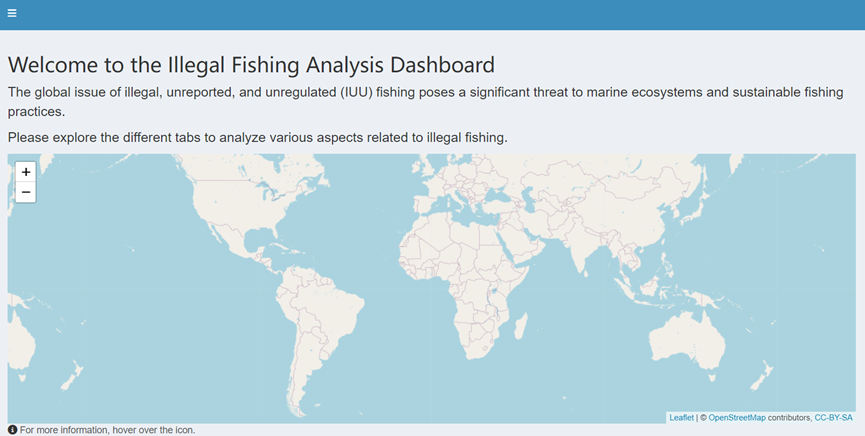 Welcome to the Illegal Fishing Analysis Dashboard
The global issue of illegal, unreported, and unregulated (IUU) fishing poses a significant threat to marine ecosystems and sustainable fishing
practices.
Please explore the different tabs to analyze various aspects related to illegal fishing.
+
−
Leaflet | © OpenStreetMap contributors, CC-BY-SA
For more information, hover over the icon.